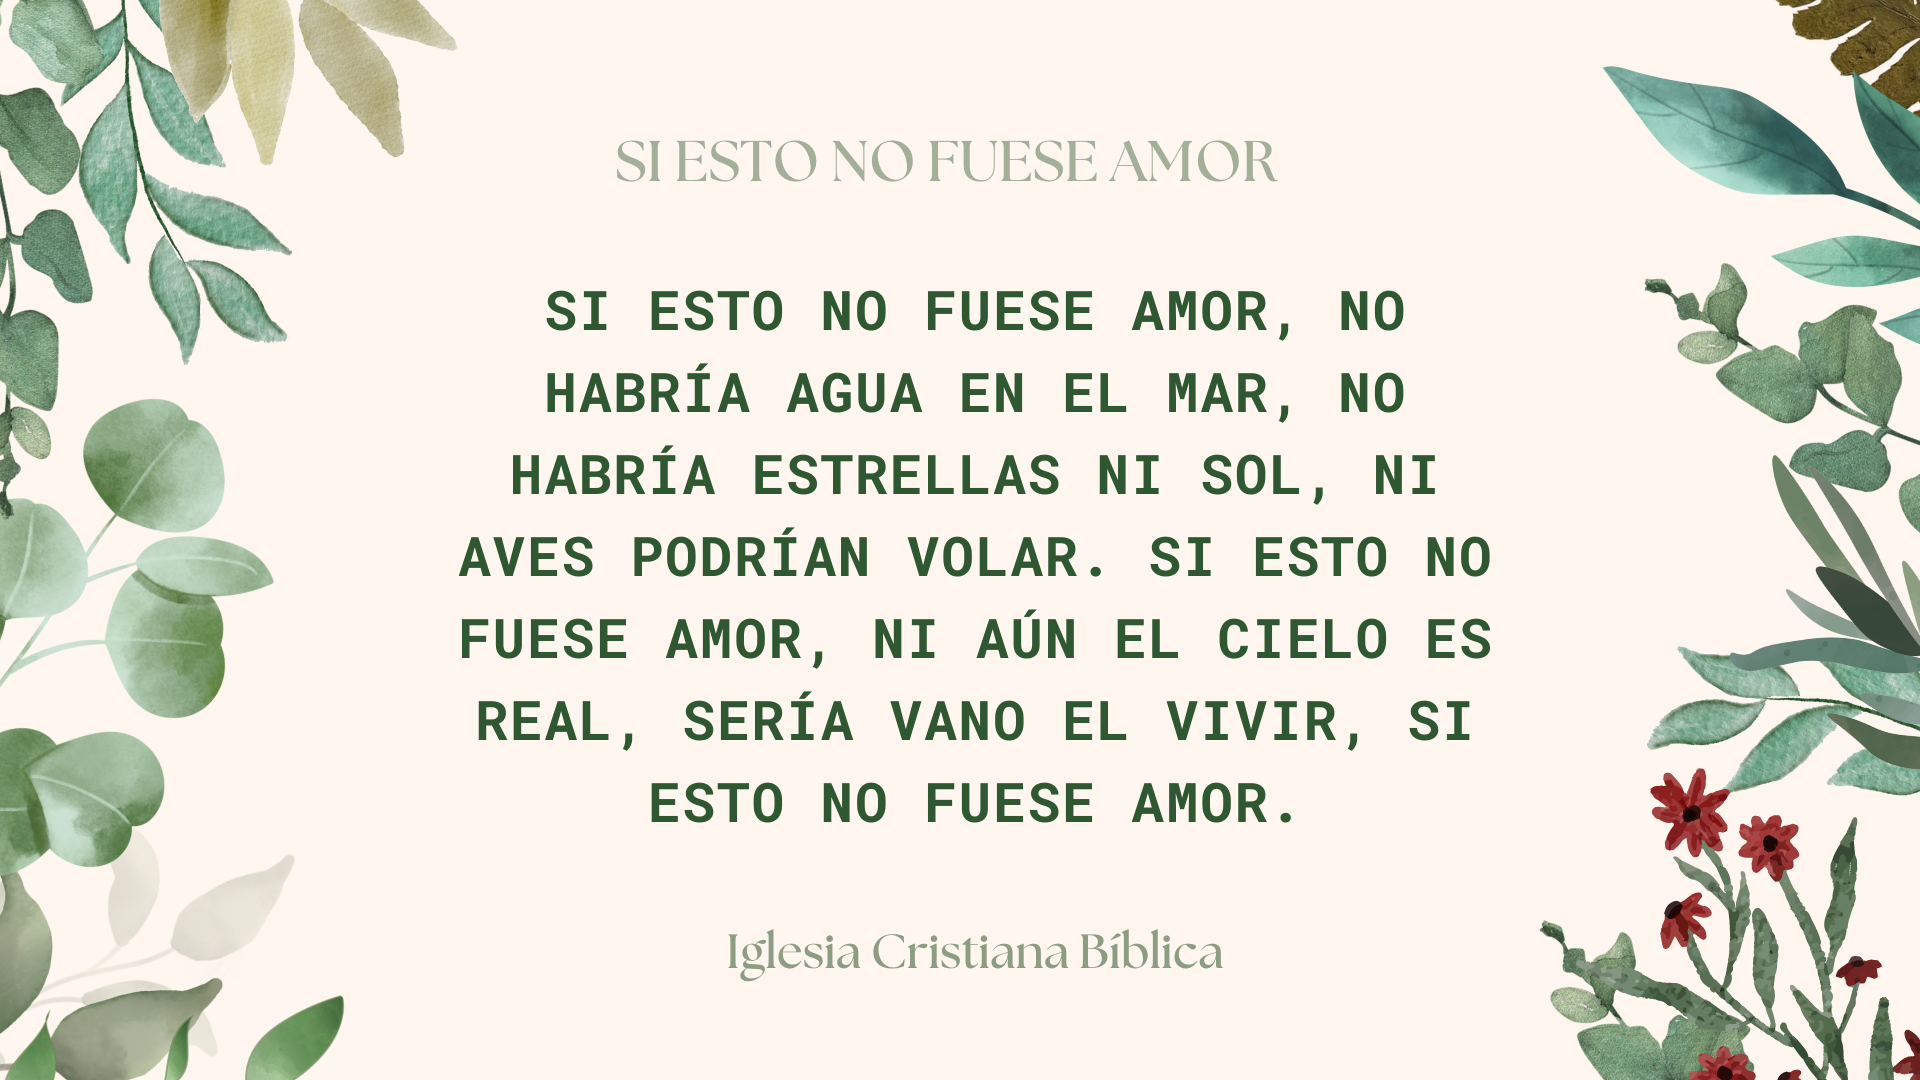 SI ESTO NO FUESE AMOR
SI ESTO NO FUESE AMOR, NO
HABRÍA AGUA EN EL MAR, NO
HABRÍA ESTRELLAS NI SOL, NI
AVES PODRÍAN VOLAR. SI ESTO NO
FUESE AMOR, NI AÚN EL CIELO ES
REAL, SERÍA VANO EL VIVIR, SI
ESTO NO FUESE AMOR.
Iglesia Cristiana Bíblica